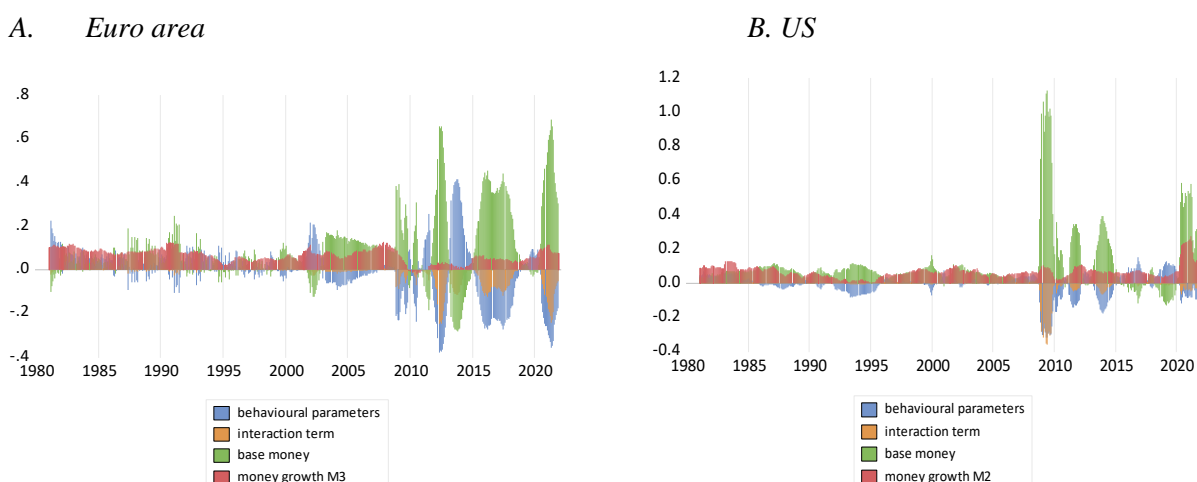 A. Euro area
.8
.6
.4
.2
.0
-.2
-.4
1980 1985 1990 1995 2000 2005 2010 2015 2020
behavioural parameters
interaction term
base money
money growth M3
B. US
1.2
1.0
0.8
0.6
0.4
0.2
0.0
-0.2
-0.4
1980 1985 1990 1995 2000 2005 2010 2015 2020
behavioural parameters
interaction term
base money
money growth M2